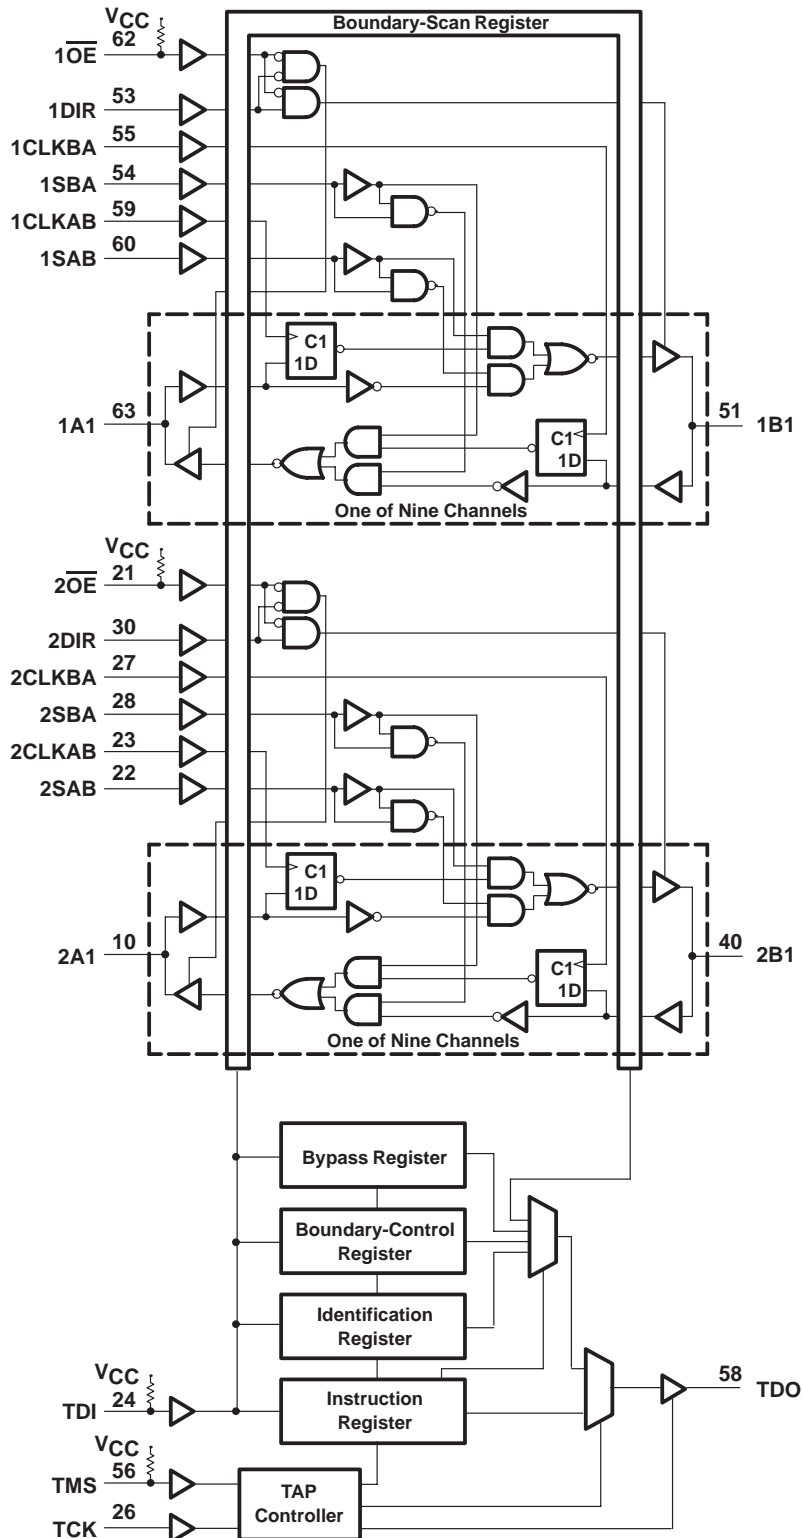 Boundary-Scan Register
VCC
1OE 62
1DIR 53
1CLKBA 55
1SBA 54
1CLKAB 59
1SAB 60
C1
1D
1A1 63
51 1B1
C1
1D
One of Nine Channels
VCC
2OE 21
2DIR 30
2CLKBA 27
2SBA 28
2CLKAB 23
2SAB 22
C1
1D
2A1 10
40 2B1
C1
1D
One of Nine Channels
Bypass Register
Boundary-Control
Register
Identification
Register
VCC
TDI 24
Instruction
Register
58 TDO
VCC
TMS 56
TAP
Controller
TCK 26